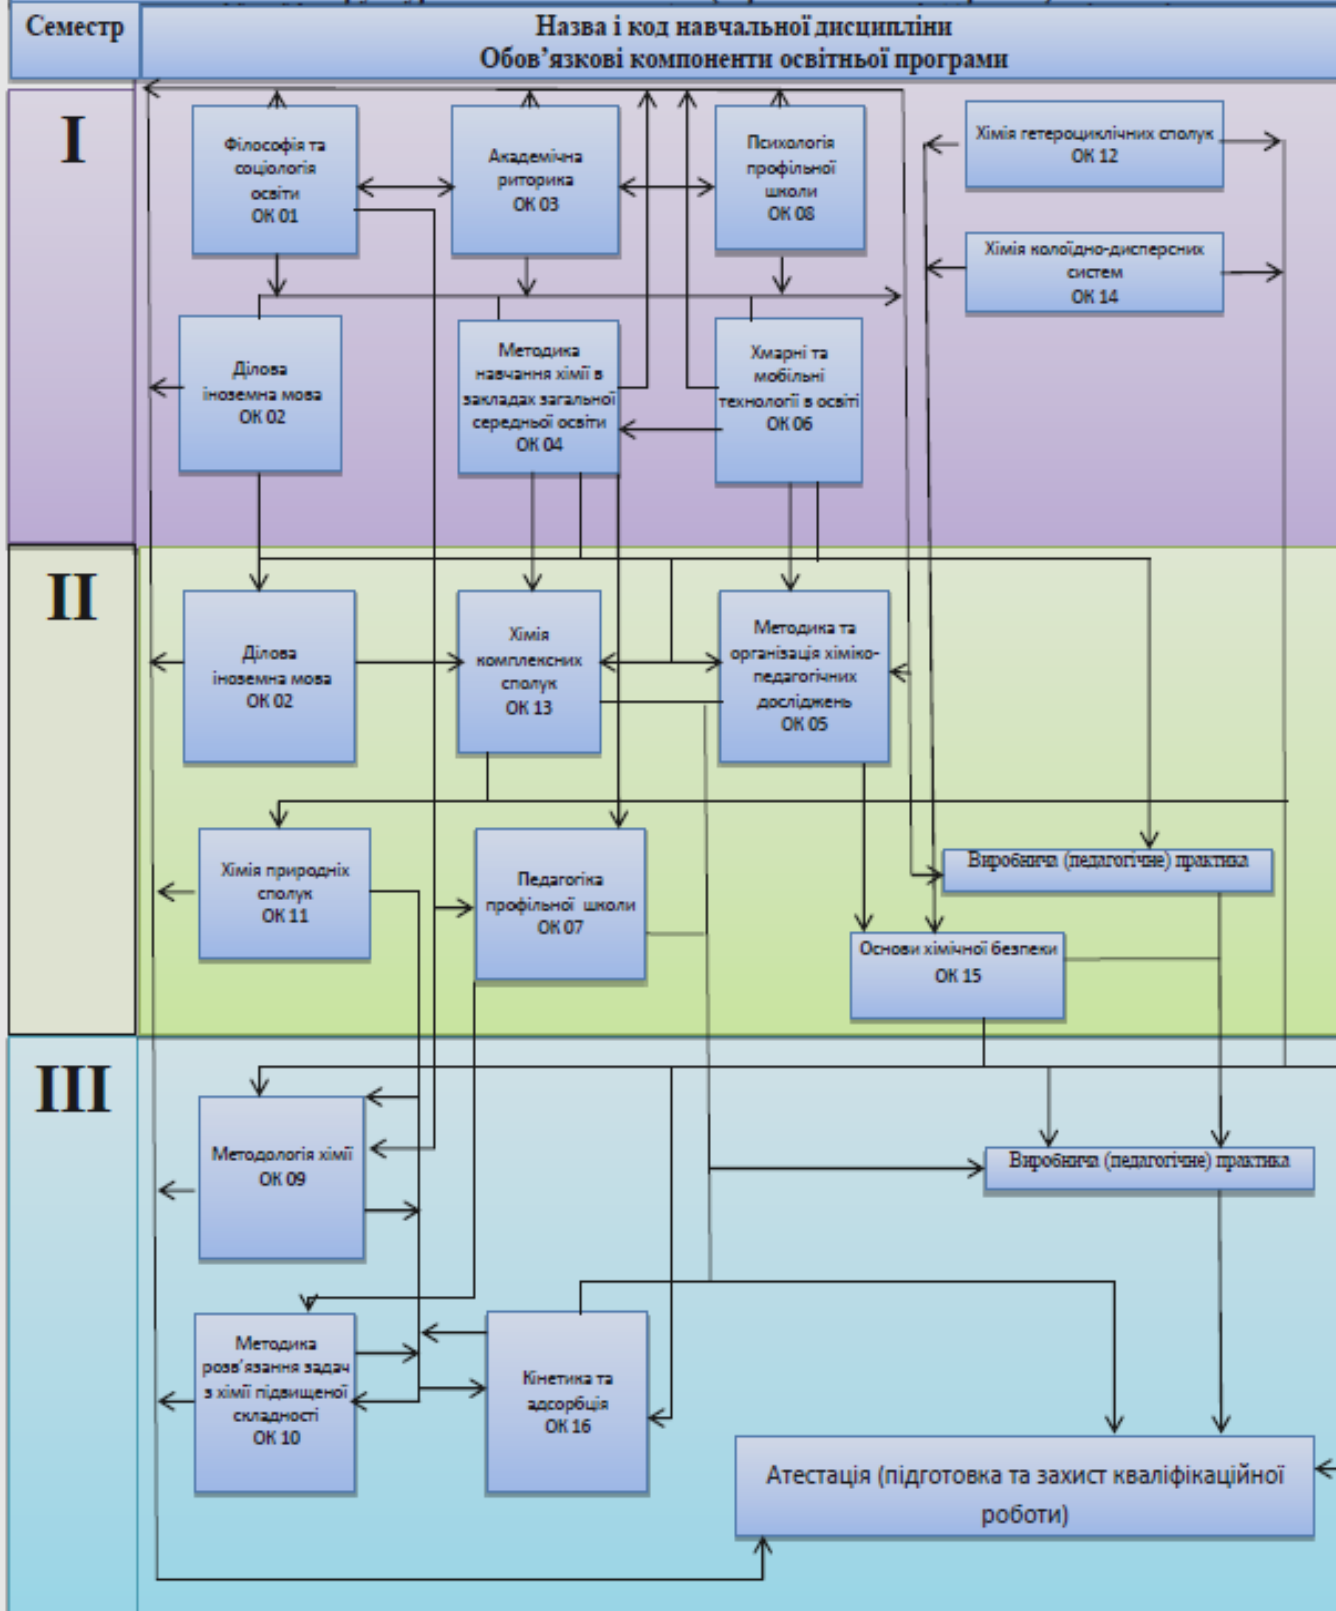 Семестр
Назва і код навчальної дисципліни
Обов’язкові компоненти освітньої програми
I
Філософія та
соціологія
освіти
ОК 01
Академічна
риторика
ОК 03
Психологія
профільної
школи
ОК 08
Хімія гетероциклічних сполук
ОК 12
Хімія колоїдно-дисперсних
систем
ОК 14
Ділова
іноземна мова
ОК 02
Методика
навчання хімії в
закладах загальної
середньої освіти
ОК 04
Хмарні та
мобільні
технології в освіті
ОК 06
II
Ділова
іноземна мова
ОК 02
Хімія
комплексних
сполук
ОК 13
Методика та
організація хіміко-
педагогічних
досліджень
ОК 05
Хімія природніх
сполук
ОК 11
Педагогіка
профільної школи
ОК 07
Виробнича (педагогічне) практика
Основи хімічної безпеки
ОК 15
III
Методологія хімії
ОК 09
Виробнича (педагогічне) практика
Методика
розв’язання задач
з хімії підвищеної
складності
ОК 10
Кінетика та
адсорбція
ОК 16
Атестація (підготовка та захист кваліфікаційної
роботи)